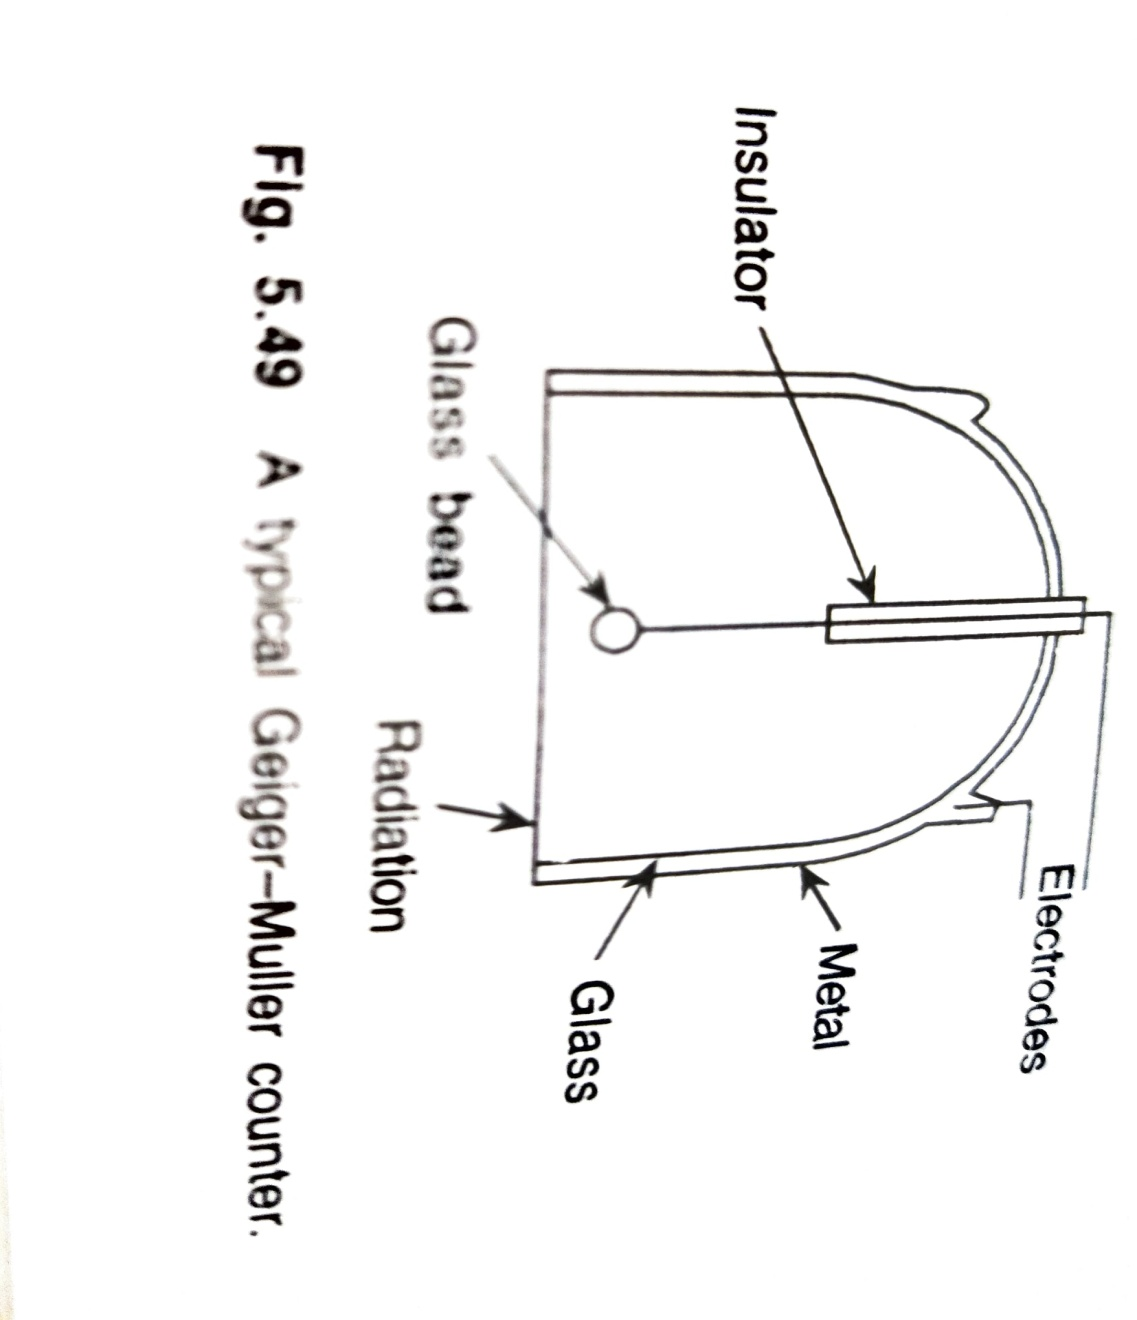 Electrodes
Insulator
Metal
Glass
Glass bead
Radiation
Fig. 5.49 A typical Geiger–Muller counter.